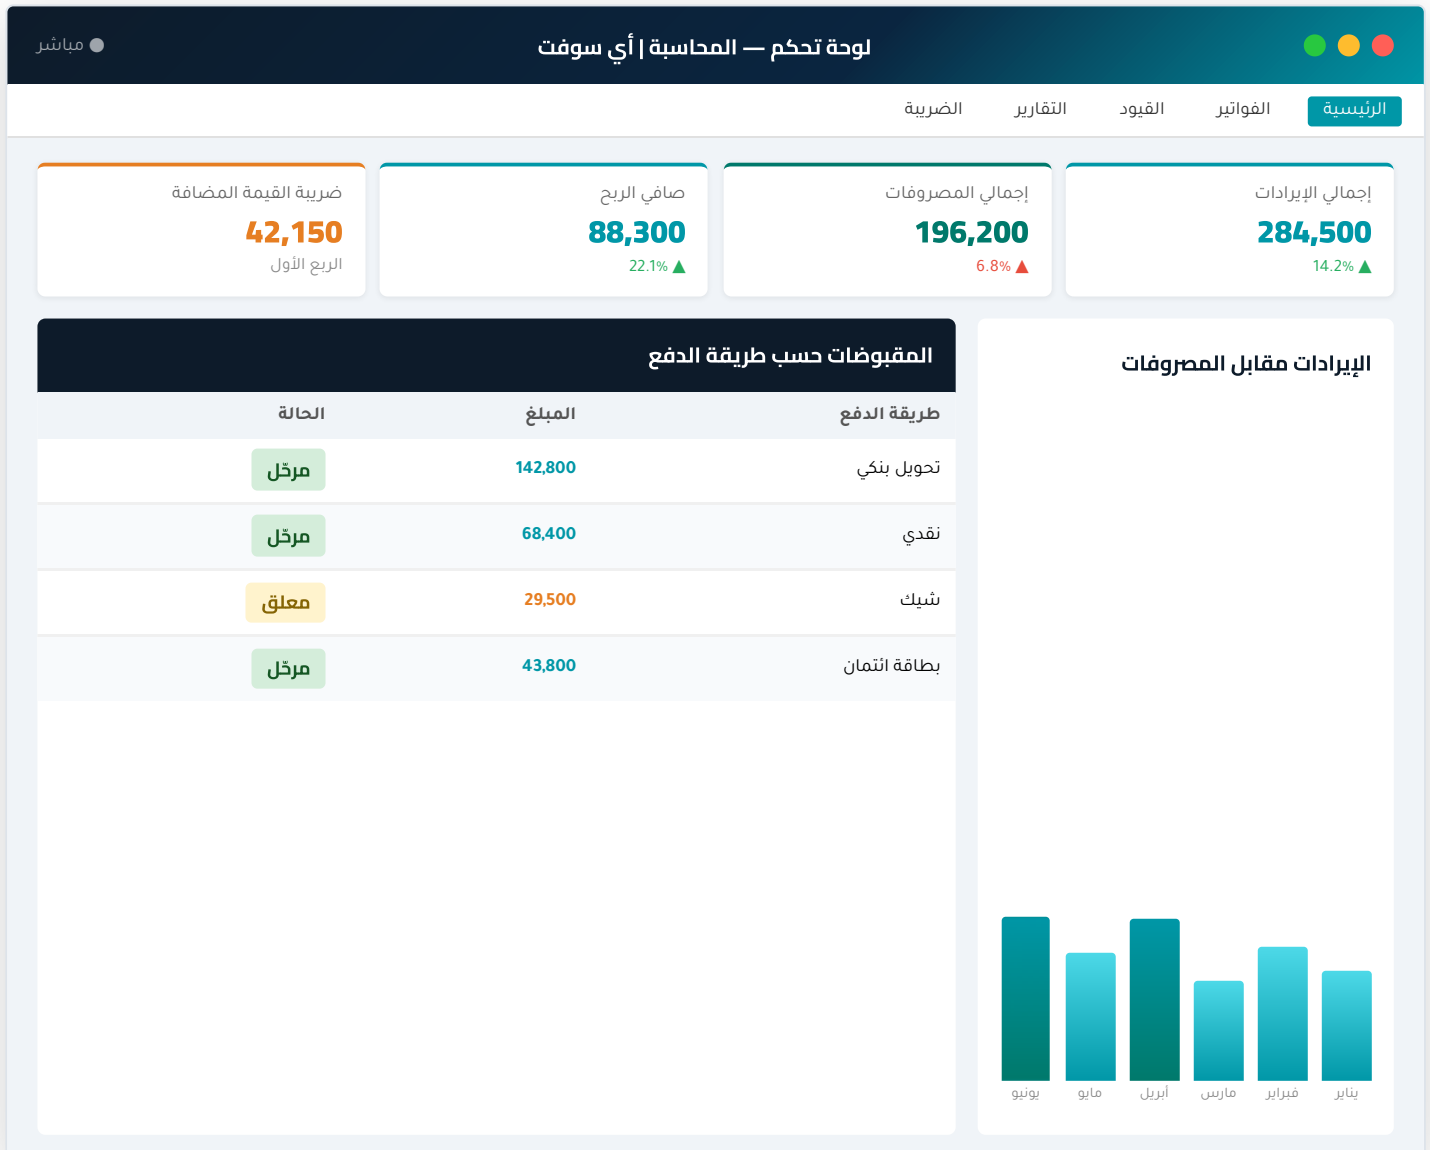 لوحة تحكم — المحاسبة | أي سوفت
مباشر
الرئيسية
الفواتير
القيود
التقارير
الضريبة
إجمالي الإيرادات
284,500
▲ 14.2%
إجمالي المصروفات
196,200
▲ 6.8%
صافي الربح
88,300
▲ 22.1%
ضريبة القيمة المضافة
42,150
الربع الأول
الإيرادات مقابل المصروفات
يناير
فبراير
مارس
أبريل
مايو
يونيو
المقبوضات حسب طريقة الدفع
طريقة الدفع المبلغ الحالة
تحويل بنكي 142,800 مرحّل
نقدي 68,400 مرحّل
شيك 29,500 معلق
بطاقة ائتمان 43,800 مرحّل